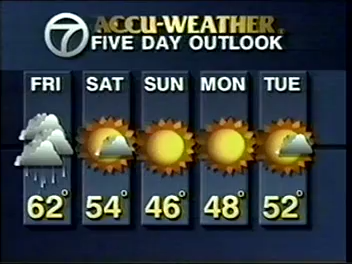 7 ACCU-WEATHER®
FIVE DAY OUTLOOK
FRI SAT SUN MON TUE
62° 54° 46° 48° 52°